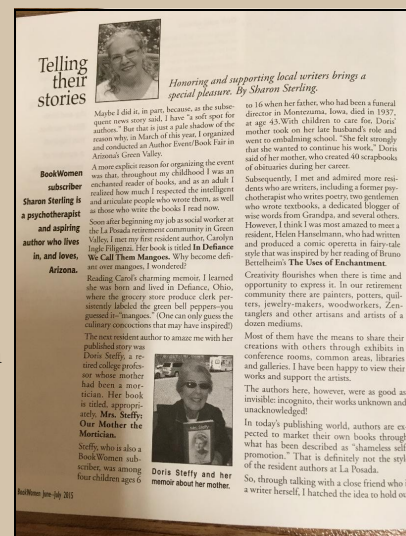 Telling
their
stories
Honoring and supporting local writers brings a
special pleasure. By Sharon Sterling.
BookWomen
subscriber
Sharon Sterling is
a psychotherapist
and aspiring
author who lives
in, and loves,
Arizona.
Maybe I did it, in part, because, as the subse-
quent news story said, I have "a soft spot for
authors." But that is just a pale shadow of the
reason why, in March of this year, I organized
and conducted an Author Event/Book Fair in
Arizona's Green Valley.
A more explicit reason for organizing the event
was that, throughout my childhood I was an
enchanted reader of books, and as an adult I
realized how much I respected the intelligent
and articulate people who wrote them, as well
as those who write the books I read now.
Soon after beginning my job as social worker at
the La Posada retirement community in Green
Valley, I met my first resident author, Carolyn
Ingle Filigenzi. Her book is titled In Defiance
We Call Them Mangoes. Why become defi-
ans over mangoes, I wondered?
Reading Carol's charming memoir, I learned
she was born and lived in Defiance, Ohio,
where the grocery store produce clerk per-
sistently labeled the green bell peppers–you
guessed it–"mangoes." (One can only guess the
culinary concoctions that may have inspired!)
The next resident author to amaze me with her
published story was
Doris Steffy, a re-
tired college profes-
sor whose mother
had been a mor-
tician. Her book
is titled, appropri-
ately, Mrs. Steffy:
Our Mother the
Mortician.
Steffy, who is also a
BookWomen sub-
scriber, was among
four children ages 6
Doris Steffy and her
memoir about her mother.
to 16 when her father, who had been a funeral
director in Montezuma, Iowa, died in 1937,
at age 43. With children to care for, Doris'
mother took on her late husband's role and
went to embalming school. "She felt strongly
that she wanted to continue his work," Doris
said of her mother, who created 40 scrapbooks
of obituaries during her career.
Subsequently, I met and admired more resi-
dents who are writers, including a former psy-
chotherapist who writes poetry, two gentlemen
who wrote textbooks, a dedicated blogger of
wise words from Grandpa, and several others.
However, I think I was most amazed to meet a
resident, Helen Hanselmann, who had written
and produced a comic operetta in fairy-tale
style that was inspired by her reading of Bruno
Bettelheim's The Uses of Enchantment.
Creativity flourishes when there is time and
opportunity to express it. In our retirement
community there are painters, potters, quil-
ters, jewelry-makers, woodworkers, Zen-
tanglers and other artisans and artists of a
dozen mediums.
Most of them have the means to share their
creations with others through exhibits in
conference rooms, common areas, libraries
and galleries. I have been happy to view their
works and support the artists.
The authors here, however, were as good as
invisible: incognito, their works unknown and
unacknowledged!
In today's publishing world, authors are ex-
pected to market their own books through
what has been described as "shameless self
promotion." That is definitely not the style
of the resident authors at La Posada.
So, through talking with a close friend who is
a writer herself, I hatched the idea to hold ou
BookWomen June–July 2015